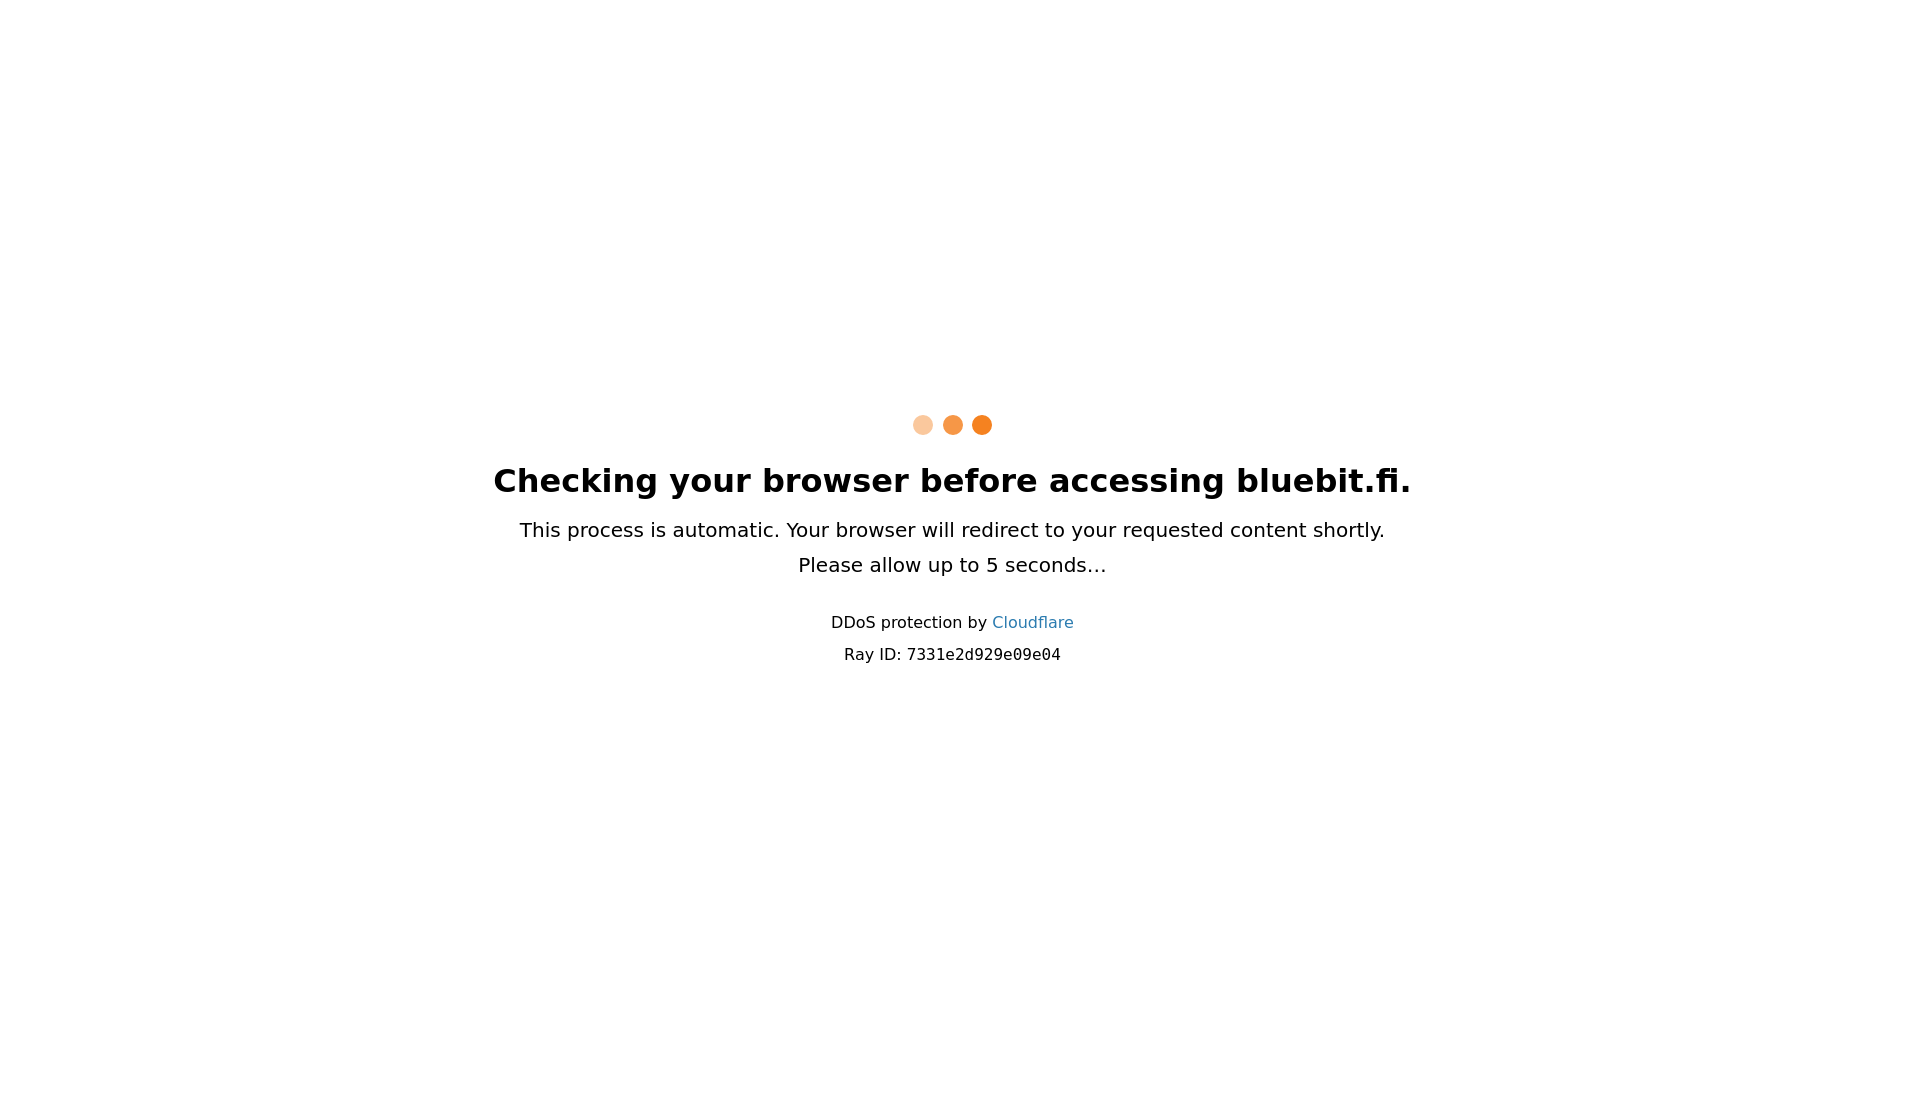 Checking your browser before accessing bluebit.fi.
This process is automatic. Your browser will redirect to your requested content shortly.
Please allow up to 5 seconds…
DDoS protection by Cloudflare
Ray ID: 7331e2d929e09e04